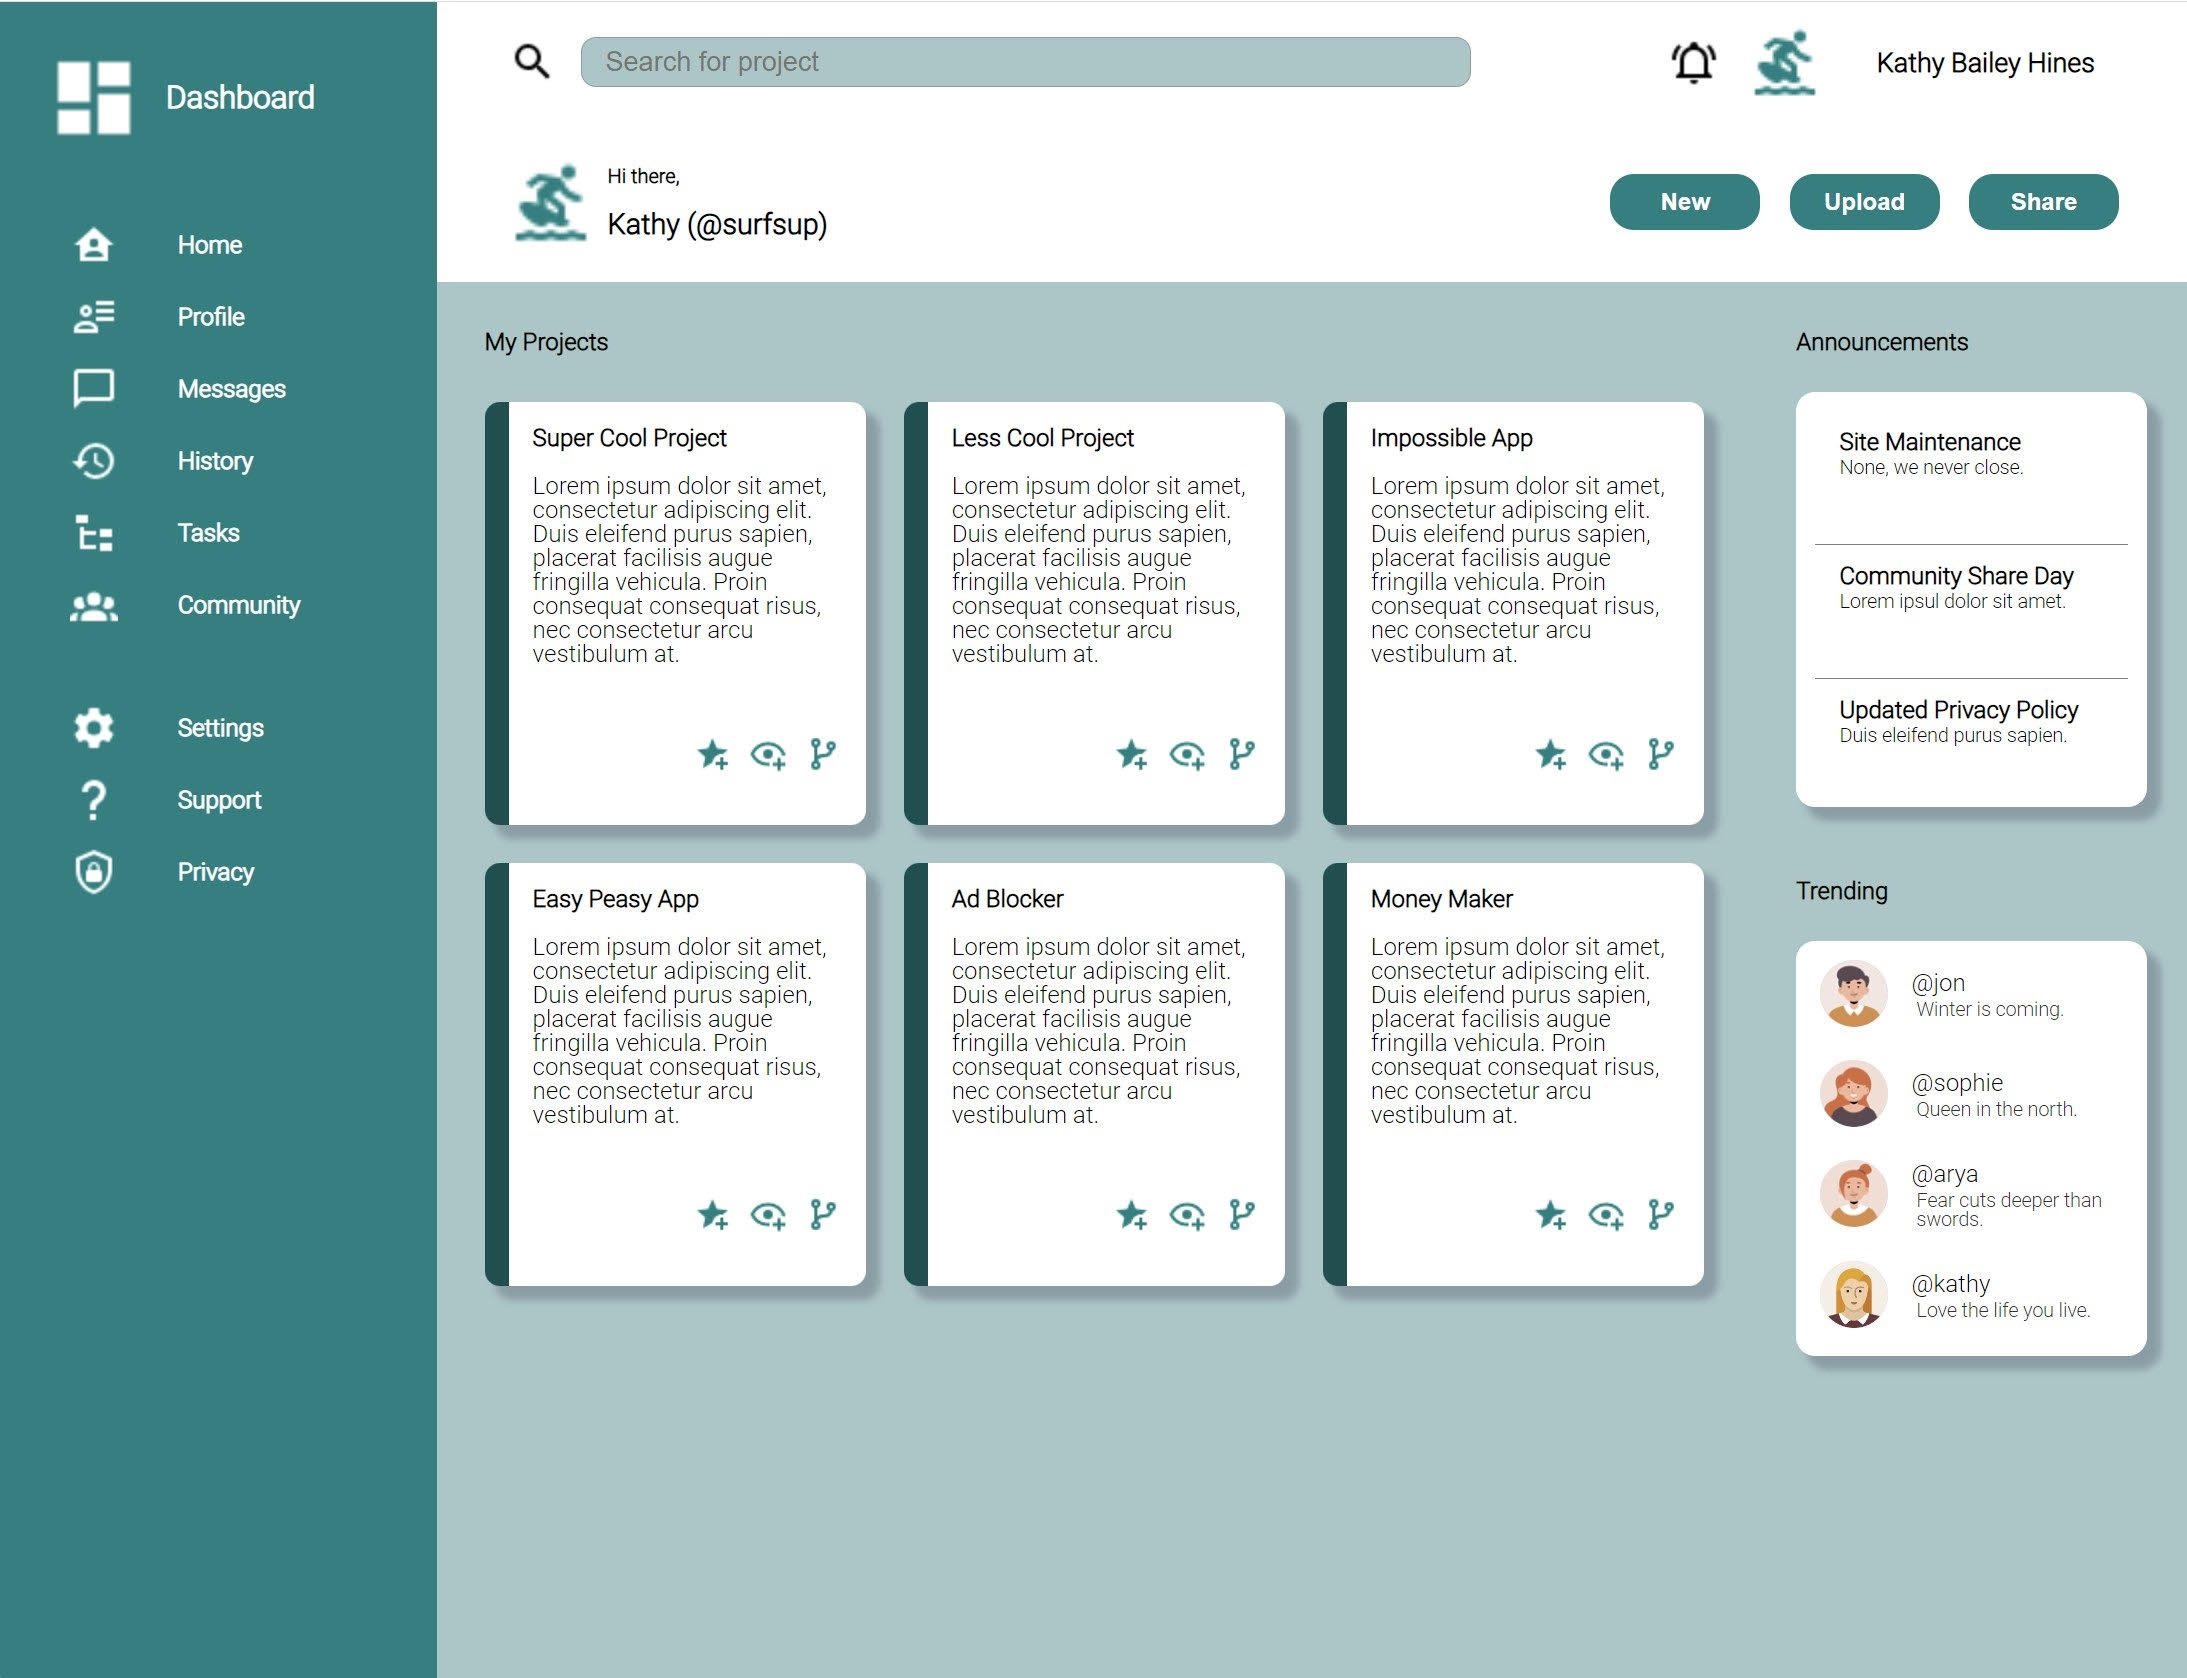 Dashboard
Home
Profile
Messages
History
Tasks
Community
Settings
Support
Privacy
Search for project
Kathy Bailey Hines
Hi there,
Kathy (@surfsup)
New
Upload
Share
My Projects
Super Cool Project
Lorem ipsum dolor sit amet,
consectetur adipiscing elit.
Duis eleifend purus sapien,
placerat facilisis augue
fringilla vehicula. Proin
consequat consequat risus,
nec consectetur arcu
vestibulum at.
Less Cool Project
Lorem ipsum dolor sit amet,
consectetur adipiscing elit.
Duis eleifend purus sapien,
placerat facilisis augue
fringilla vehicula. Proin
consequat consequat risus,
nec consectetur arcu
vestibulum at.
Impossible App
Lorem ipsum dolor sit amet,
consectetur adipiscing elit.
Duis eleifend purus sapien,
placerat facilisis augue
fringilla vehicula. Proin
consequat consequat risus,
nec consectetur arcu
vestibulum at.
Easy Peasy App
Lorem ipsum dolor sit amet,
consectetur adipiscing elit.
Duis eleifend purus sapien,
placerat facilisis augue
fringilla vehicula. Proin
consequat consequat risus,
nec consectetur arcu
vestibulum at.
Ad Blocker
Lorem ipsum dolor sit amet,
consectetur adipiscing elit.
Duis eleifend purus sapien,
placerat facilisis augue
fringilla vehicula. Proin
consequat consequat risus,
nec consectetur arcu
vestibulum at.
Money Maker
Lorem ipsum dolor sit amet,
consectetur adipiscing elit.
Duis eleifend purus sapien,
placerat facilisis augue
fringilla vehicula. Proin
consequat consequat risus,
nec consectetur arcu
vestibulum at.
Announcements
Site Maintenance
None, we never close.
Community Share Day
Lorem ipsul dolor sit amet.
Updated Privacy Policy
Duis eleifend purus sapien.
Trending
@jon
Winter is coming.
@sophie
Queen in the north.
@arya
Fear cuts deeper than
swords.
@kathy
Love the life you live.